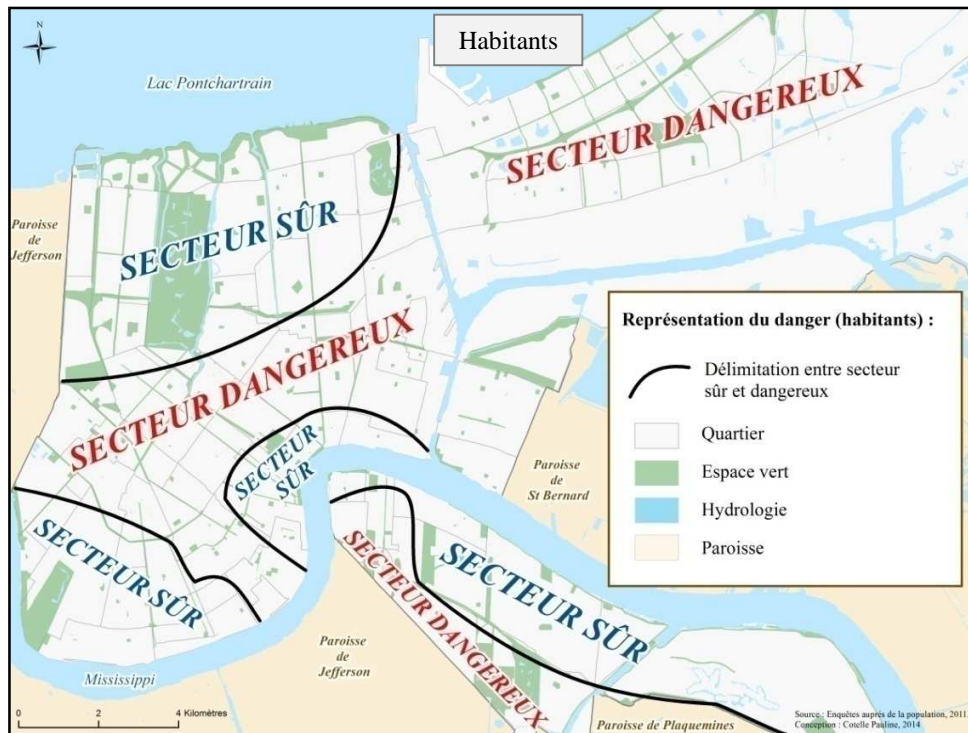 N
Habitants
Lac Pontchartrain
SECTEUR DANGEREUX
Paroisse
de
Jefferson
SECTEUR SÛR
SECTEUR DANGEREUX
SECTEUR
SÛR
SECTEUR SÛR
SECTEUR DANGEREUX
SECTEUR SÛR
Paroisse
de
St Bernard
Paroisse
de
Jefferson
Mississippi
Paroisse de Plaquemines
0 2 4 Kilomètres
Représentation du danger (habitants) :
Délimitation entre secteur
sûr et dangereux
Quartier
Espace vert
Hydrologie
Paroisse
Source : Enquêtes auprès de la population, 2011.
Conception : Cotelle Pauline, 2014